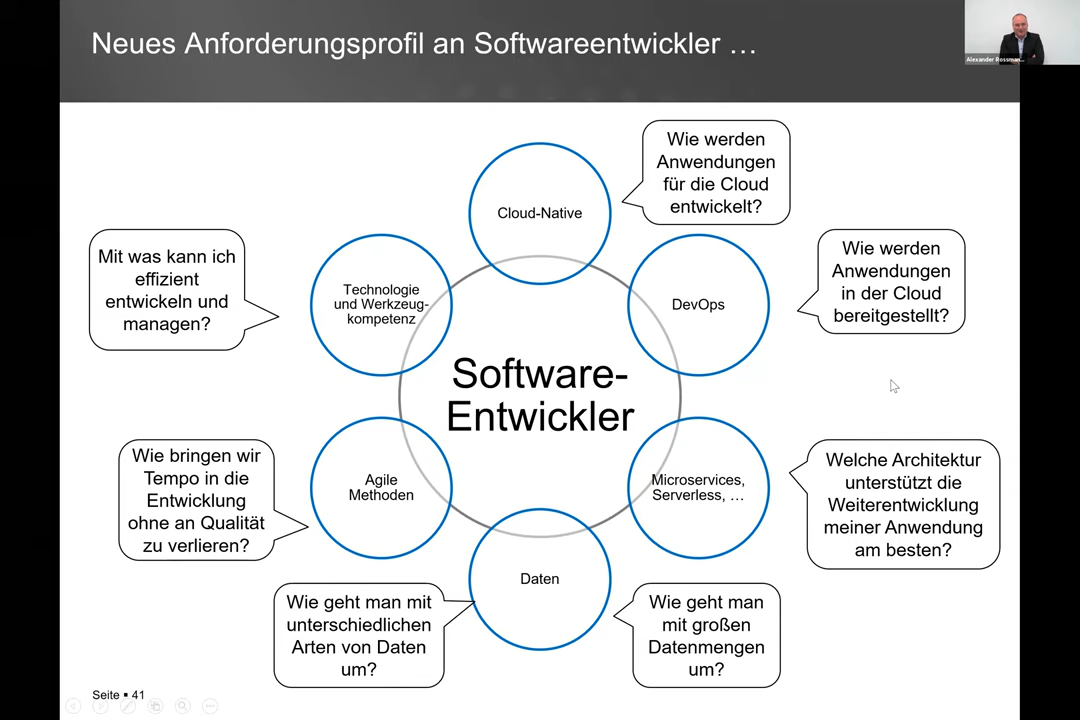 Neues Anforderungsprofil an Softwareentwickler …
Alexander Rossman...
Wie werden
Anwendungen
für die Cloud
entwickelt?
Cloud-Native
Mit was kann ich
effizient
entwickeln und
managen?
Technologie
und Werkzeug-
kompetenz
DevOps
Wie werden
Anwendungen
in der Cloud
bereitgestellt?
Software-
Entwickler
Wie bringen wir
Tempo in die
Entwicklung
ohne an Qualität
zu verlieren?
Agile
Methoden
Microservices,
Serverless, …
Welche Architektur
unterstützt die
Weiterentwicklung
meiner Anwendung
am besten?
Daten
Wie geht man mit
unterschiedlichen
Arten von Daten
um?
Wie geht man
mit großen
Datenmengen
um?
Seite ▪ 41